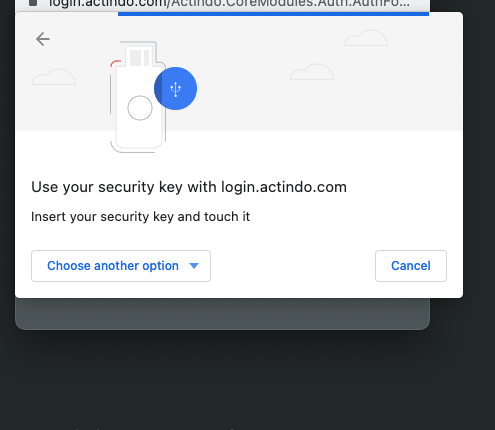 login.actindo.com/Actindo.CoreModules.Auth.AuthFo...
Use your security key with login.actindo.com
Insert your security key and touch it
Choose another option
Cancel